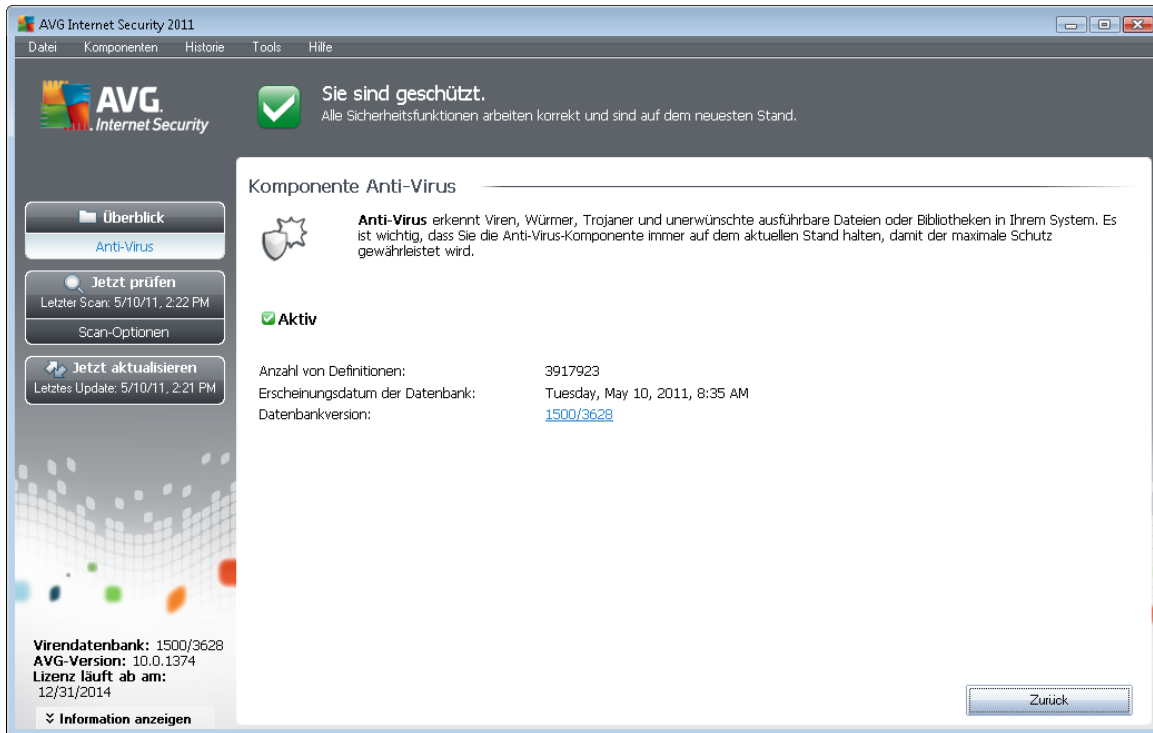 AVG Internet Security 2011
Datei Komponenten Historie Tools Hilfe
AVG.
Internet Security
Sie sind geschützt.
Alle Sicherheitsfunktionen arbeiten korrekt und sind auf dem neuesten Stand.
Überblick
Anti-Virus
Jetzt prüfen
Letzter Scan: 5/10/11, 2:22 PM
Scan-Optionen
Jetzt aktualisieren
Letztes Update: 5/10/11, 2:21 PM
Virendatenbank: 1500/3628
AVG-Version: 10.0.1374
Lizenz läuft ab am:
12/31/2014
Information anzeigen
Komponente Anti-Virus
Anti-Virus erkennt Viren, Würmer, Trojaner und unerwünschte ausführbare Dateien oder Bibliotheken in Ihrem System. Es
ist wichtig, dass Sie die Anti-Virus-Komponente immer auf dem aktuellen Stand halten, damit der maximale Schutz
gewährleistet wird.
Aktiv
Anzahl von Definitionen: 3917923
Erscheinungsdatum der Datenbank: Tuesday, May 10, 2011, 8:35 AM
Datenbankversion: 1500/3628
Zurück